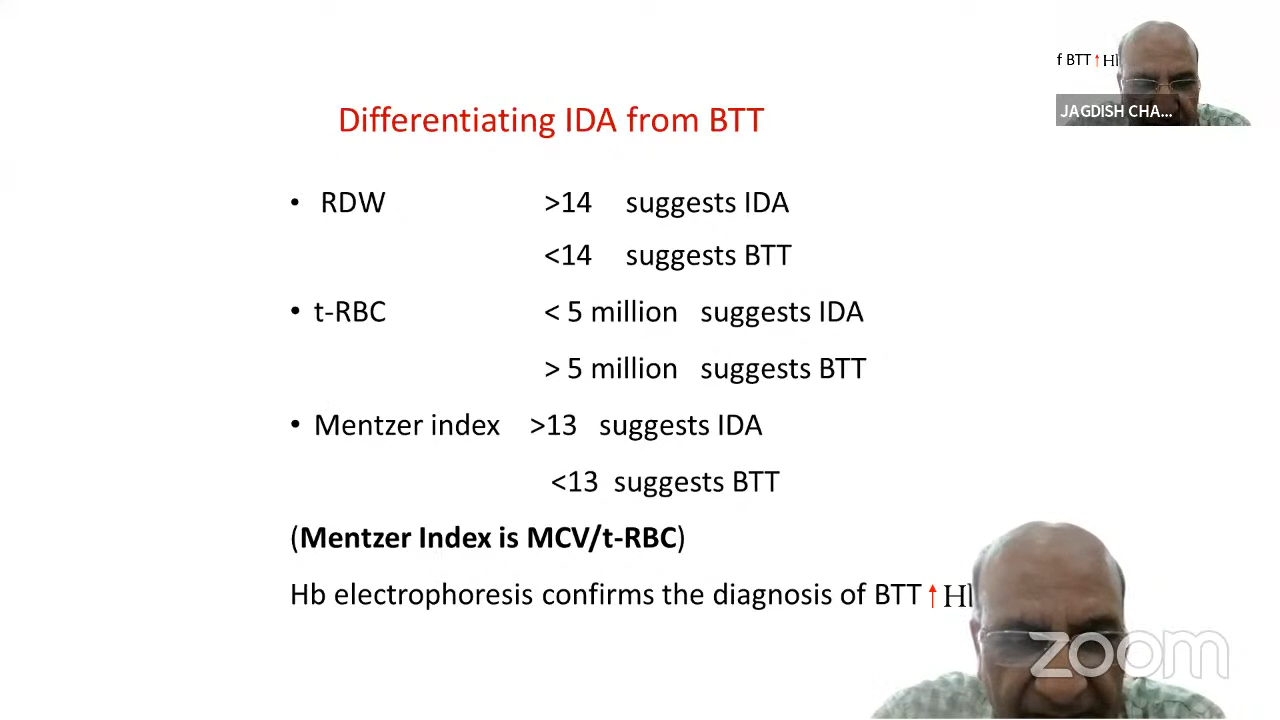 f BTT ↑ H
JAGDISH CHA...
Differentiating IDA from BTT
• RDW >14 suggests IDA
<14 suggests BTT
• t-RBC < 5 million suggests IDA
> 5 million suggests BTT
• Mentzer index >13 suggests IDA
<13 suggests BTT
(Mentzer Index is MCV/t-RBC)
Hb electrophoresis confirms the diagnosis of BTT ↑ H
zoom